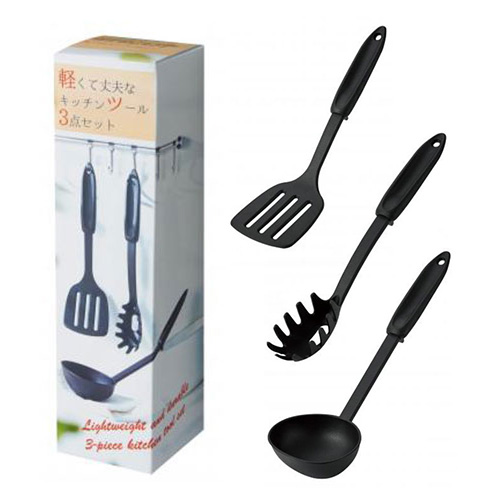 軽くて丈夫な
キッチンツール
3点セット
Lightweight and durable
3-piece kitchen tool set